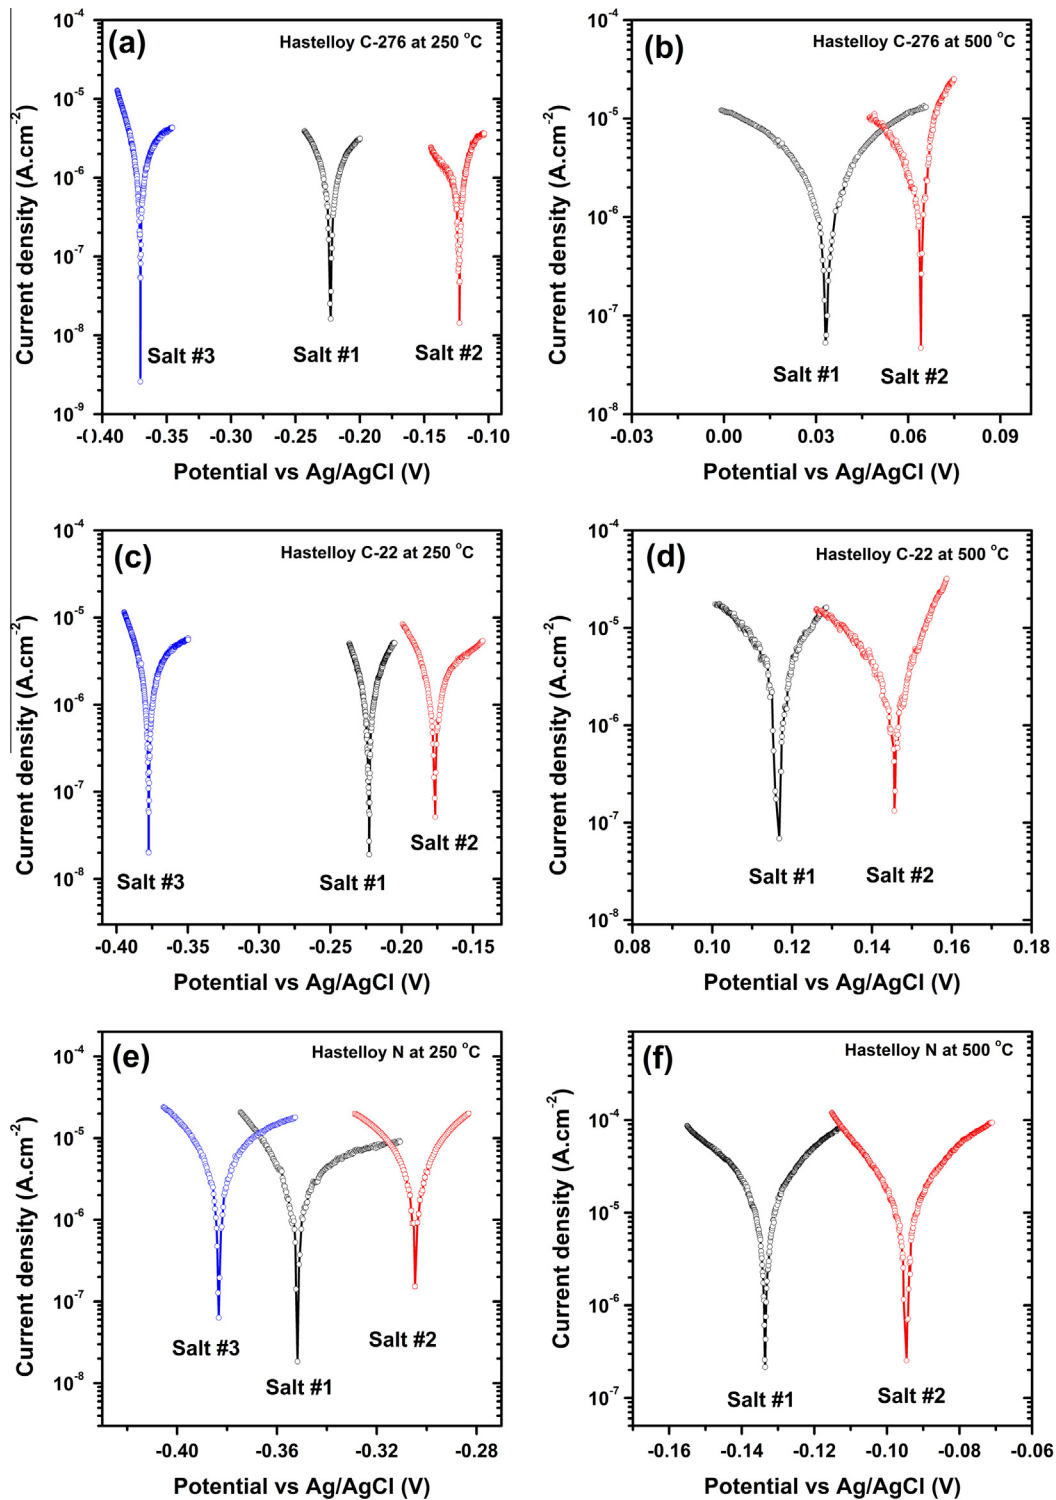 (a)
Hastelloy C-276 at 250 °C
10⁻⁴
10⁻⁵
10⁻⁶
10⁻⁷
10⁻⁸
10⁻⁹
Current density (A.cm⁻²)
Salt #3
Salt #1
Salt #2
-0.40 -0.35 -0.30 -0.25 -0.20 -0.15 -0.10
Potential vs Ag/AgCl (V)
(b)
Hastelloy C-276 at 500 °C
10⁻⁴
10⁻⁵
10⁻⁶
10⁻⁷
10⁻⁸
Current density (A.cm⁻²)
Salt #1
Salt #2
-0.03 0.00 0.03 0.06 0.09
Potential vs Ag/AgCl (V)
(c)
Hastelloy C-22 at 250 °C
10⁻⁴
10⁻⁵
10⁻⁶
10⁻⁷
10⁻⁸
Current density (A.cm⁻²)
Salt #3
Salt #1
Salt #2
-0.40 -0.35 -0.30 -0.25 -0.20 -0.15
Potential vs Ag/AgCl (V)
(d)
Hastelloy C-22 at 500 °C
10⁻⁴
10⁻⁵
10⁻⁶
10⁻⁷
10⁻⁸
Current density (A.cm⁻²)
Salt #1
Salt #2
0.08 0.10 0.12 0.14 0.16 0.18
Potential vs Ag/AgCl (V)
(e)
Hastelloy N at 250 °C
10⁻⁴
10⁻⁵
10⁻⁶
10⁻⁷
10⁻⁸
Current density (A.cm⁻²)
Salt #3
Salt #1
Salt #2
-0.40 -0.36 -0.32 -0.28
Potential vs Ag/AgCl (V)
(f)
Hastelloy N at 500 °C
10⁻⁴
10⁻⁵
10⁻⁶
10⁻⁷
Current density (A.cm⁻²)
Salt #1
Salt #2
-0.16 -0.14 -0.12 -0.10 -0.08 -0.06
Potential vs Ag/AgCl (V)